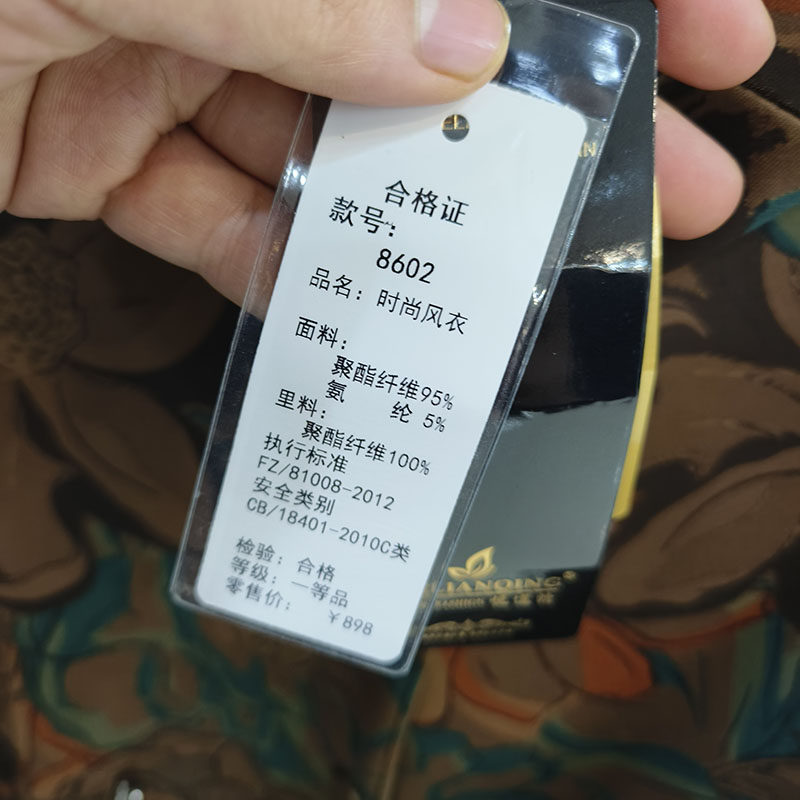 合格证
款号:
8602
品名: 时尚风衣
面料:
聚酯纤维95%
氨 纶 5%
里料:
聚酯纤维100%
执行标准
FZ/81008-2012
安全类别
CB/18401-2010C类
检验: 合格
等级: 一等品
零售价:
¥898
AN
LIANQING®